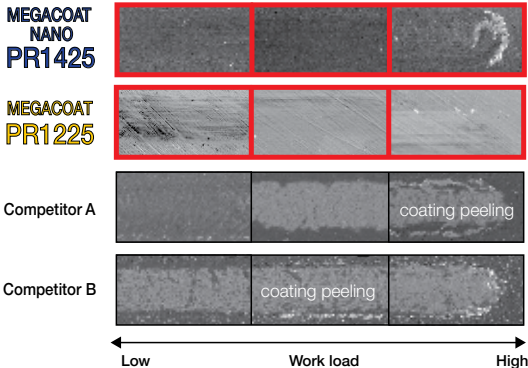 MEGACOAT
NANO
PR1425
MEGACOAT
PR1225
Competitor A
coating peeling
Competitor B
coating peeling
Low Work load High